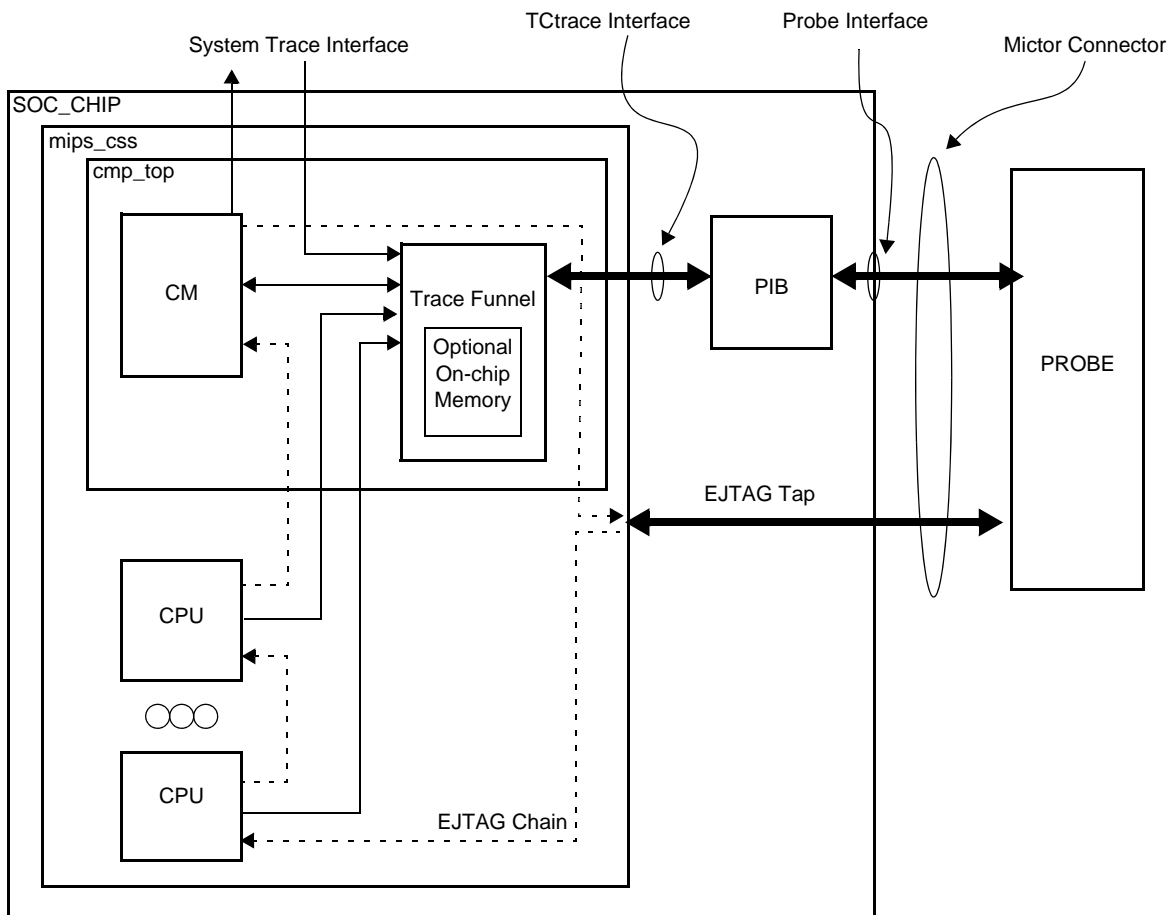 TCtrace Interface
Probe Interface
System Trace Interface
Mictor Connector
SOC_CHIP
mips_css
cmp_top
CM
Trace Funnel
Optional
On-chip
Memory
PIB
PROBE
EJTAG Tap
CPU
CPU
EJTAG Chain